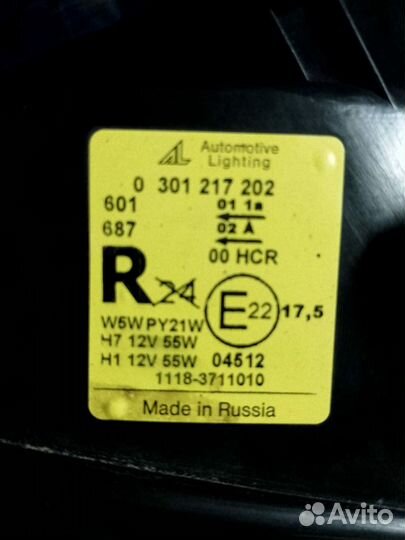 AL Automotive
Lighting
0 301 217 202
601 01 1a
687 02 A
00 HCR
R 24 E22 17,5
W5W PY21W
H7 12V 55W
H1 12V 55W 04512
1118-3711010
Made in Russia
Avito